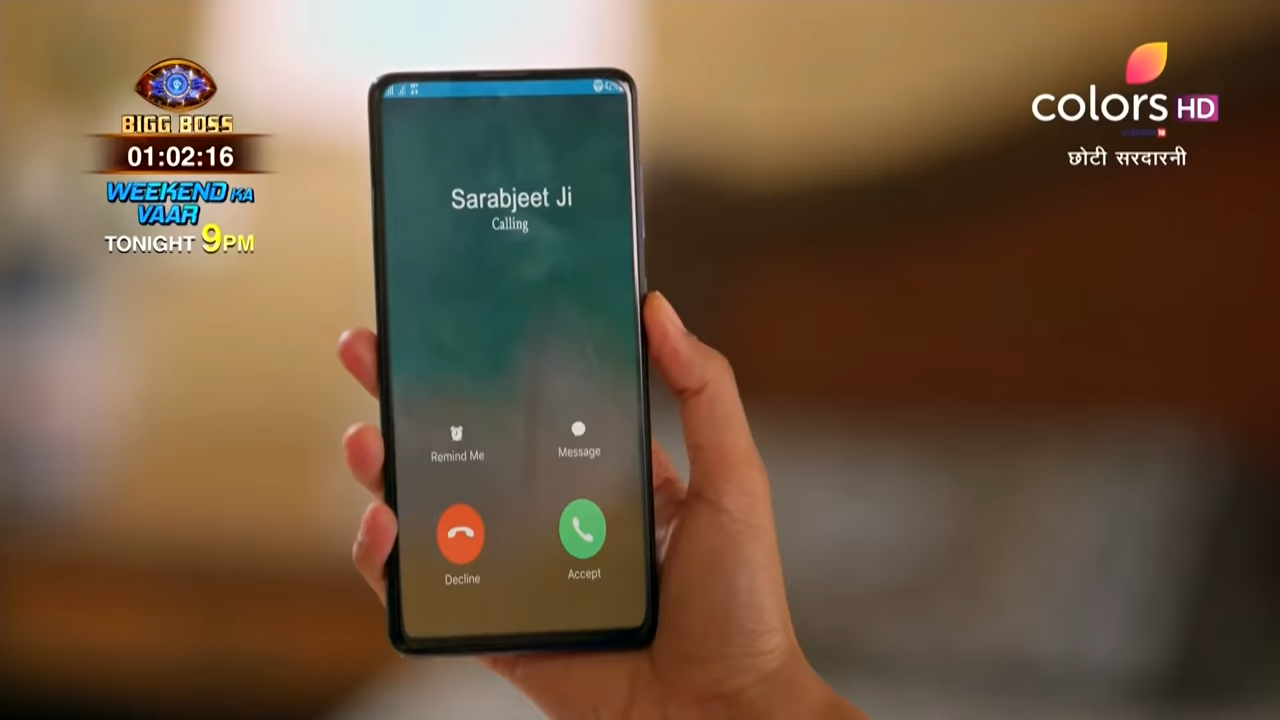 BIGG BOSS
01:02:16
WEEKEND KA
VAAR
TONIGHT 9PM
42%
Sarabjeet Ji
Calling
Remind Me
Message
Decline
Accept
colors HD
छोटी सरदारनी